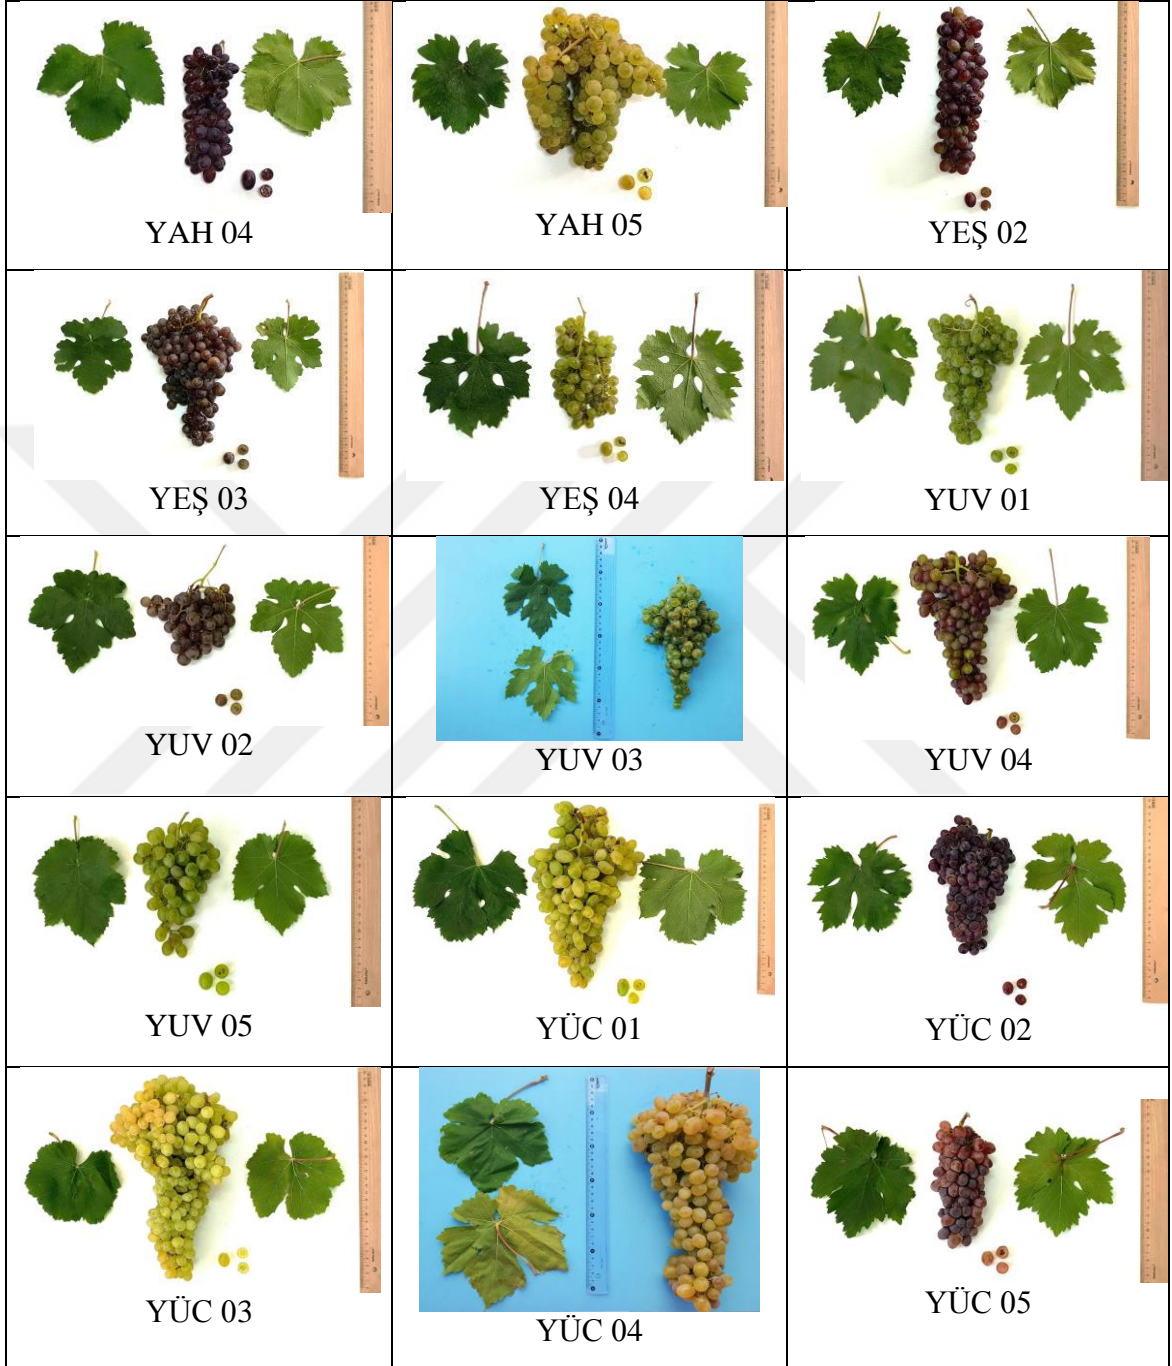 YAH 04
YAH 05
YEŞ 02
YEŞ 03
YEŞ 04
YUV 01
YUV 02
YUV 03
YUV 04
YUV 05
YÜC 01
YÜC 02
YÜC 03
YÜC 04
YÜC 05